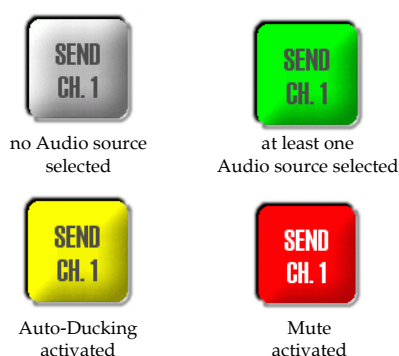 SEND
CH. 1
no Audio source
selected
SEND
CH. 1
at least one
Audio source selected
SEND
CH. 1
Auto-Ducking
activated
SEND
CH. 1
Mute
activated